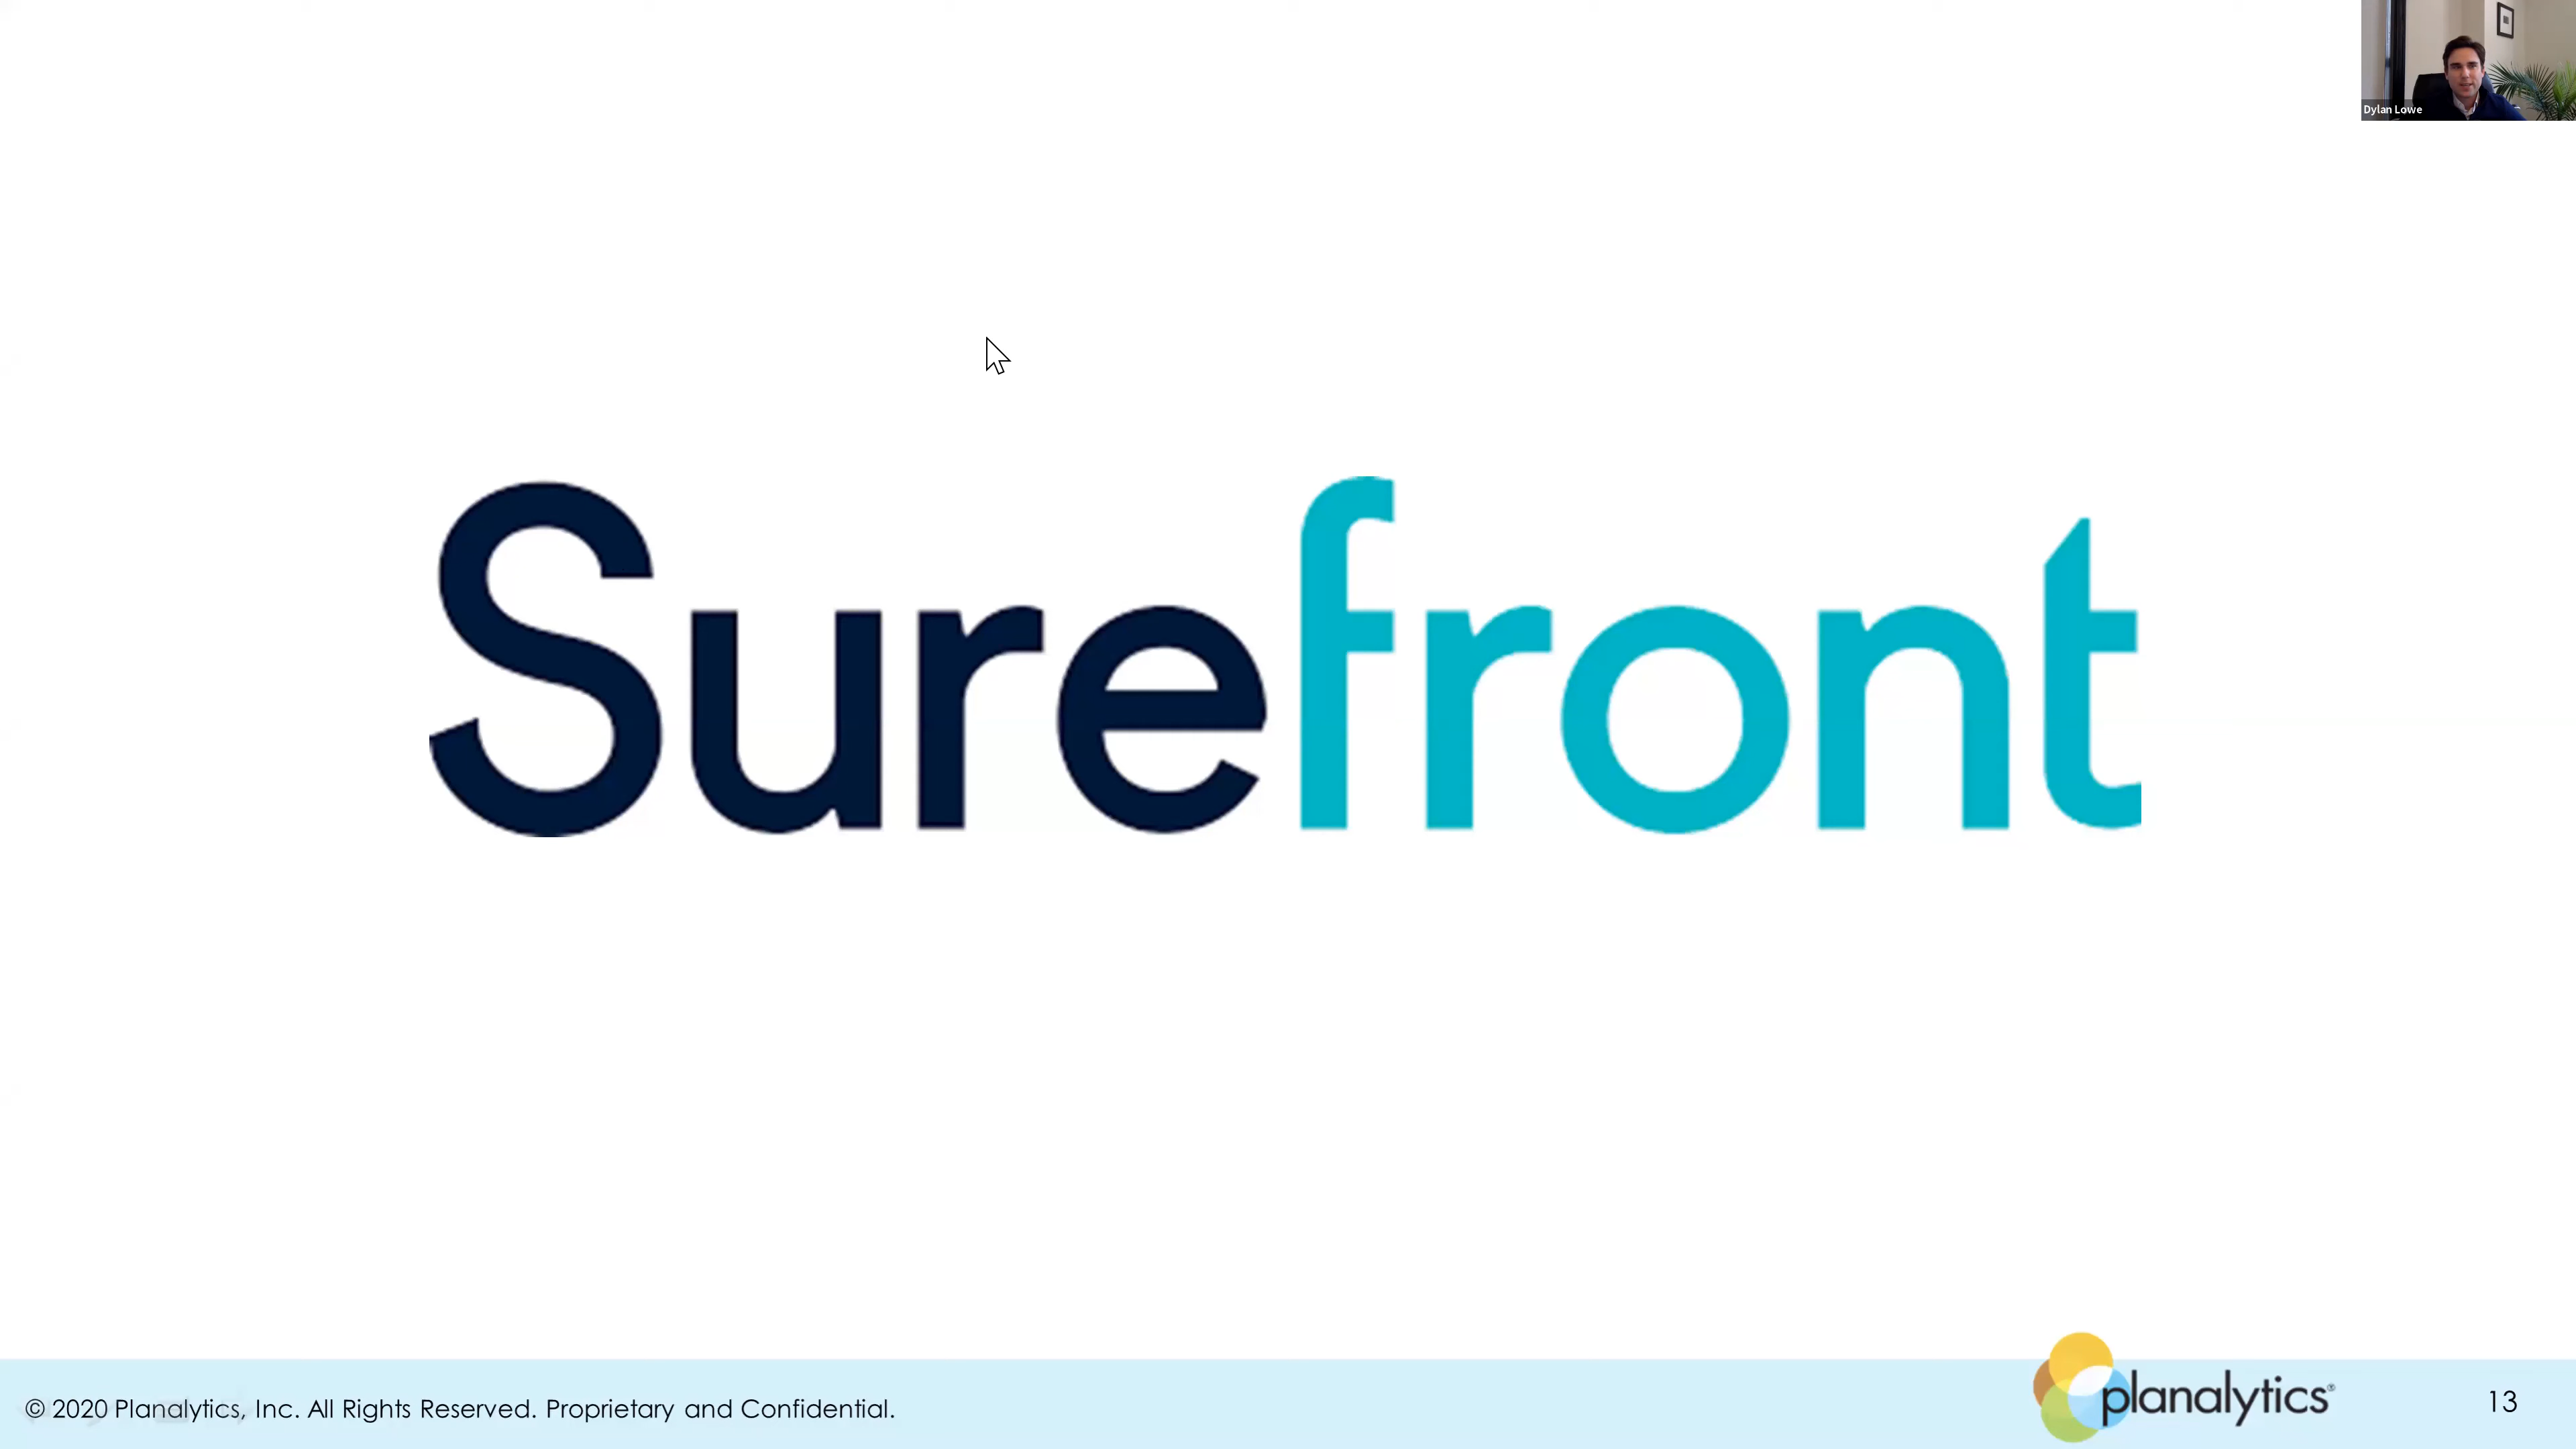 Dylan Lowe
Surefront
© 2020 Planalytics, Inc. All Rights Reserved. Proprietary and Confidential.
planalytics®
13